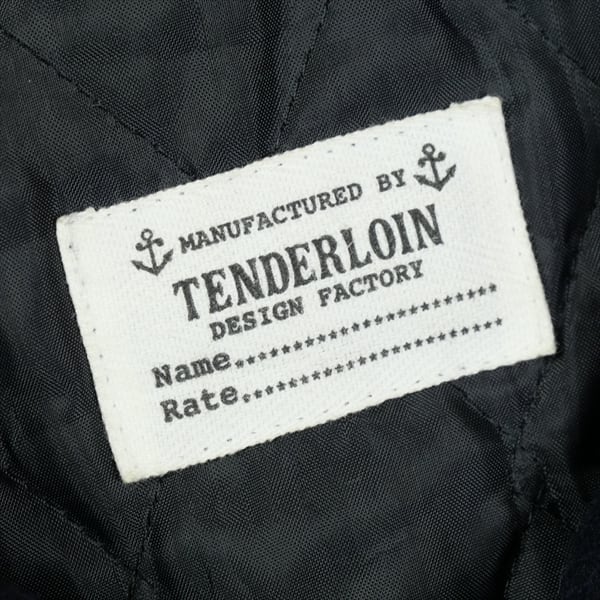 MANUFACTURED BY
TENDERLOIN
DESIGN FACTORY
Name........................
Rate........................